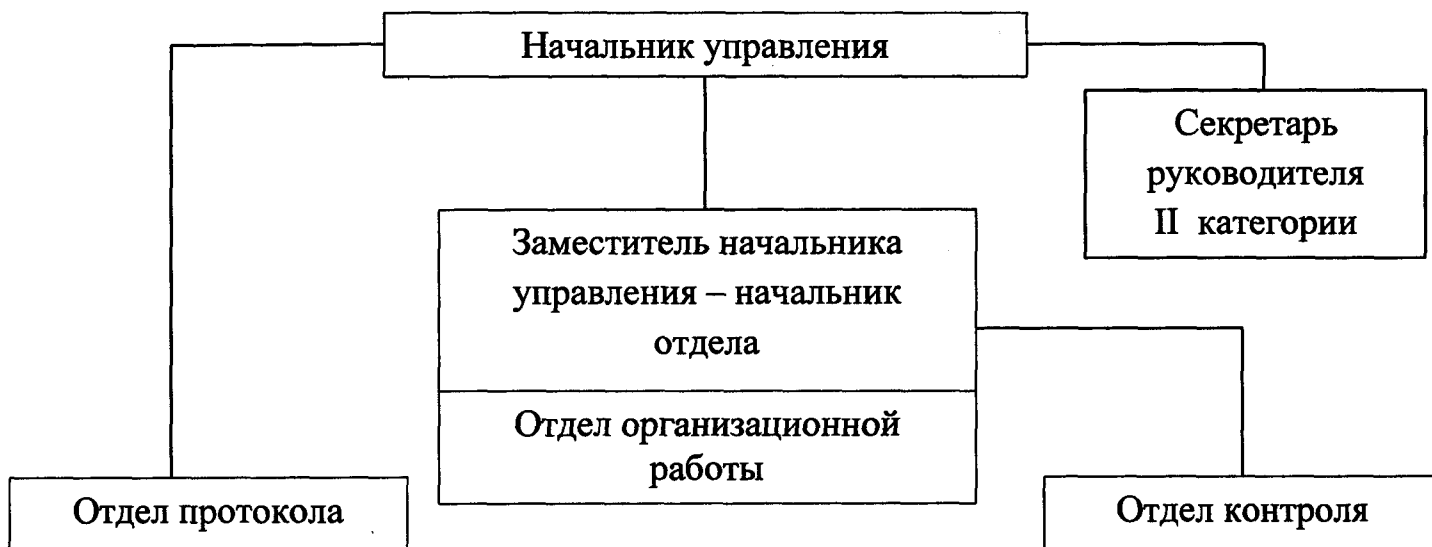 Начальник управления
Секретарь
руководителя
II категории
Заместитель начальника
управления – начальник
отдела
Отдел организационной
работы
Отдел протокола
Отдел контроля